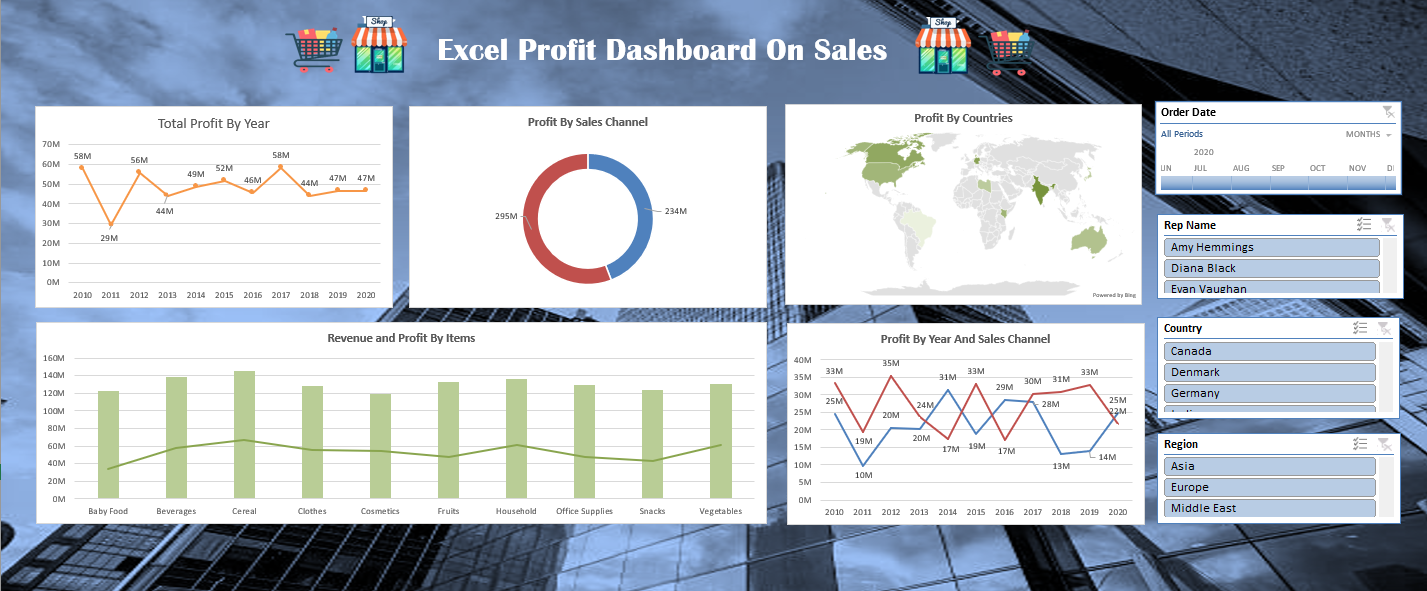 Shop
Shop
Excel Profit Dashboard On Sales
Total Profit By Year
70M
60M
50M
40M
30M
20M
10M
0M
58M
29M
56M
44M
49M
52M
46M
58M
44M
47M
47M
2010 2011 2012 2013 2014 2015 2016 2017 2018 2019 2020
Profit By Sales Channel
295M
234M
Profit By Countries
Powered by Bing
Order Date
All Periods MONTHS
2020
JUL AUG SEP OCT NOV
Rep Name
Amy Hemmings
Diana Black
Evan Vaughan
Revenue and Profit By Items
160M
140M
120M
100M
80M
60M
40M
20M
0M
Baby Food Beverages Cereal Clothes Cosmetics Fruits Household Office Supplies Snacks Vegetables
Profit By Year And Sales Channel
40M
35M
30M
25M
20M
15M
10M
5M
0M
33M
25M
19M
10M
35M
20M
24M
20M
31M
17M
33M
19M
29M
17M
30M
28M
31M
13M
33M
14M
25M
22M
2010 2011 2012 2013 2014 2015 2016 2017 2018 2019 2020
Country
Canada
Denmark
Germany
Region
Asia
Europe
Middle East